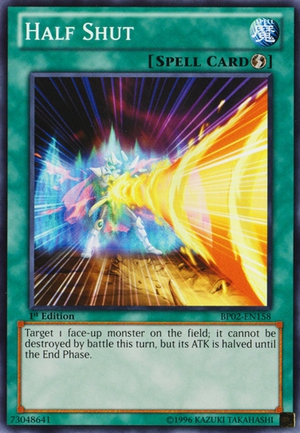 Half Shut
魔
[Spell Card]
1st Edition
BP02-EN158
Target 1 face-up monster on the field; it cannot be
destroyed by battle this turn, but its ATK is halved until
the End Phase.
73048641
©1996 KAZUKI TAKAHASHI